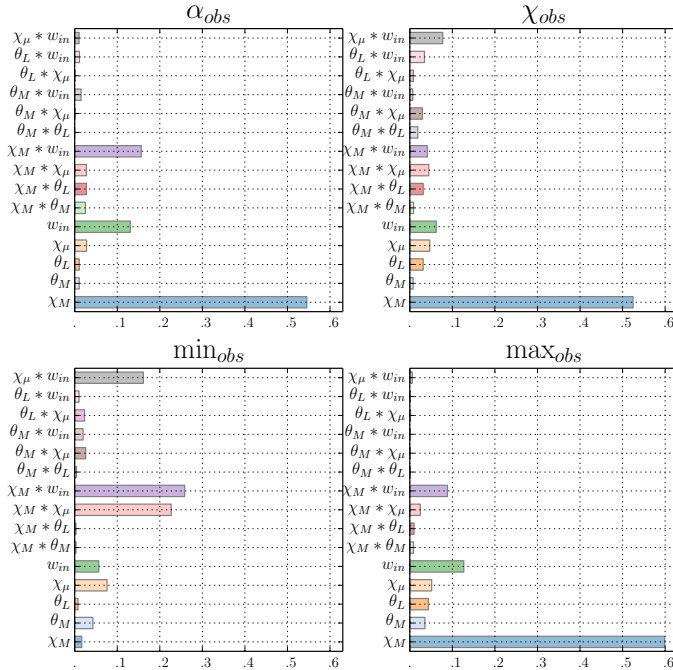 α_obs
χ_μ * w_in
θ_L * w_in
θ_L * χ_μ
θ_M * w_in
θ_M * χ_μ
θ_M * θ_L
χ_M * w_in
χ_M * χ_μ
χ_M * θ_L
χ_M * θ_M
w_in
χ_μ
θ_L
θ_M
χ_M
. .1 .2 .3 .4 .5 .6
χ_obs
χ_μ * w_in
θ_L * w_in
θ_L * χ_μ
θ_M * w_in
θ_M * χ_μ
θ_M * θ_L
χ_M * w_in
χ_M * χ_μ
χ_M * θ_L
χ_M * θ_M
w_in
χ_μ
θ_L
θ_M
χ_M
. .1 .2 .3 .4 .5 .6
min_obs
χ_μ * w_in
θ_L * w_in
θ_L * χ_μ
θ_M * w_in
θ_M * χ_μ
θ_M * θ_L
χ_M * w_in
χ_M * χ_μ
χ_M * θ_L
χ_M * θ_M
w_in
χ_μ
θ_L
θ_M
χ_M
. .1 .2 .3 .4 .5 .6
max_obs
χ_μ * w_in
θ_L * w_in
θ_L * χ_μ
θ_M * w_in
θ_M * χ_μ
θ_M * θ_L
χ_M * w_in
χ_M * χ_μ
χ_M * θ_L
χ_M * θ_M
w_in
χ_μ
θ_L
θ_M
χ_M
. .1 .2 .3 .4 .5 .6